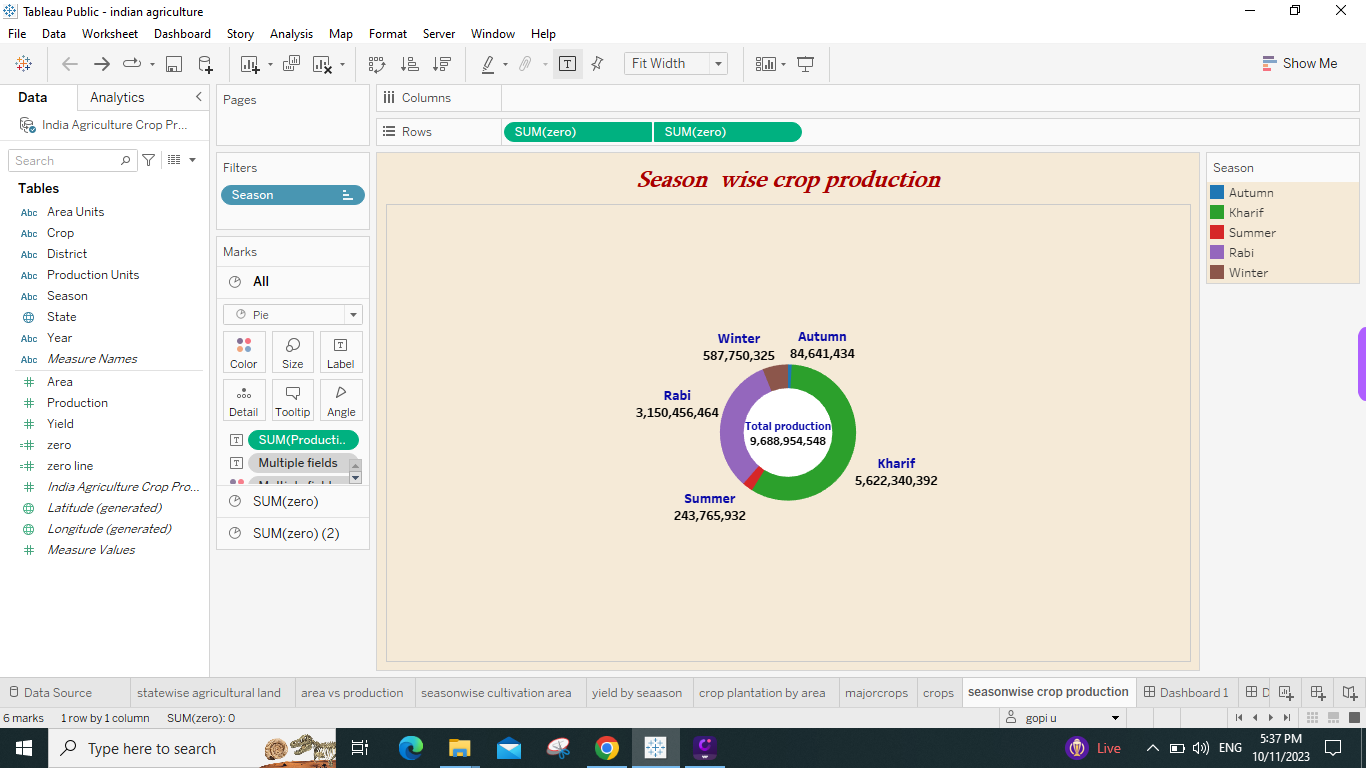 Tableau Public - indian agriculture
File Data Worksheet Dashboard Story Analysis Map Format Server Window Help
Fit Width
Show Me
Data Analytics
India Agriculture Crop Pr...
Search
Tables
Abc Area Units
Abc Crop
Abc District
Abc Production Units
Abc Season
State
Abc Year
Abc Measure Names
Area
Production
Yield
zero
zero line
India Agriculture Crop Pro...
Latitude (generated)
Longitude (generated)
Measure Values
Pages
Filters
Season
Marks
All
Pie
Color Size Label
Detail Tooltip Angle
SUM(Producti..
Multiple fields
SUM(zero)
SUM(zero) (2)
Columns
Rows SUM(zero) SUM(zero)
Season wise crop production
Winter
587,750,325
Autumn
84,641,434
Rabi
3,150,456,464
Total production
9,688,954,548
Kharif
5,622,340,392
Summer
243,765,932
Season
Autumn
Kharif
Summer
Rabi
Winter
Data Source statewise agricultural land area vs production seasonwise cultivation area yield by seaason crop plantation by area majorcrops crops seasonwise crop production Dashboard 1 D
6 marks 1 row by 1 column SUM(zero): 0 gopi u
Type here to search Live ENG 5:37 PM
10/11/2023